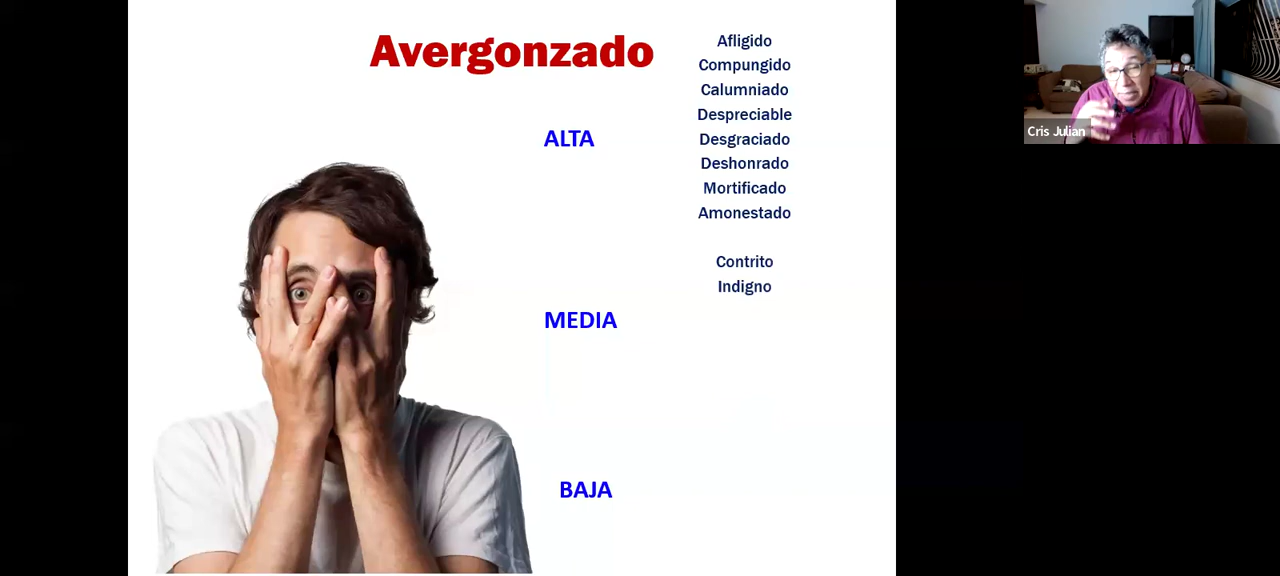 Avergonzado
ALTA
Afligido
Compungido
Calumniado
Despreciable
Desgraciado
Deshonrado
Mortificado
Amonestado
Contrito
Indigno
MEDIA
BAJA
Cris Julian